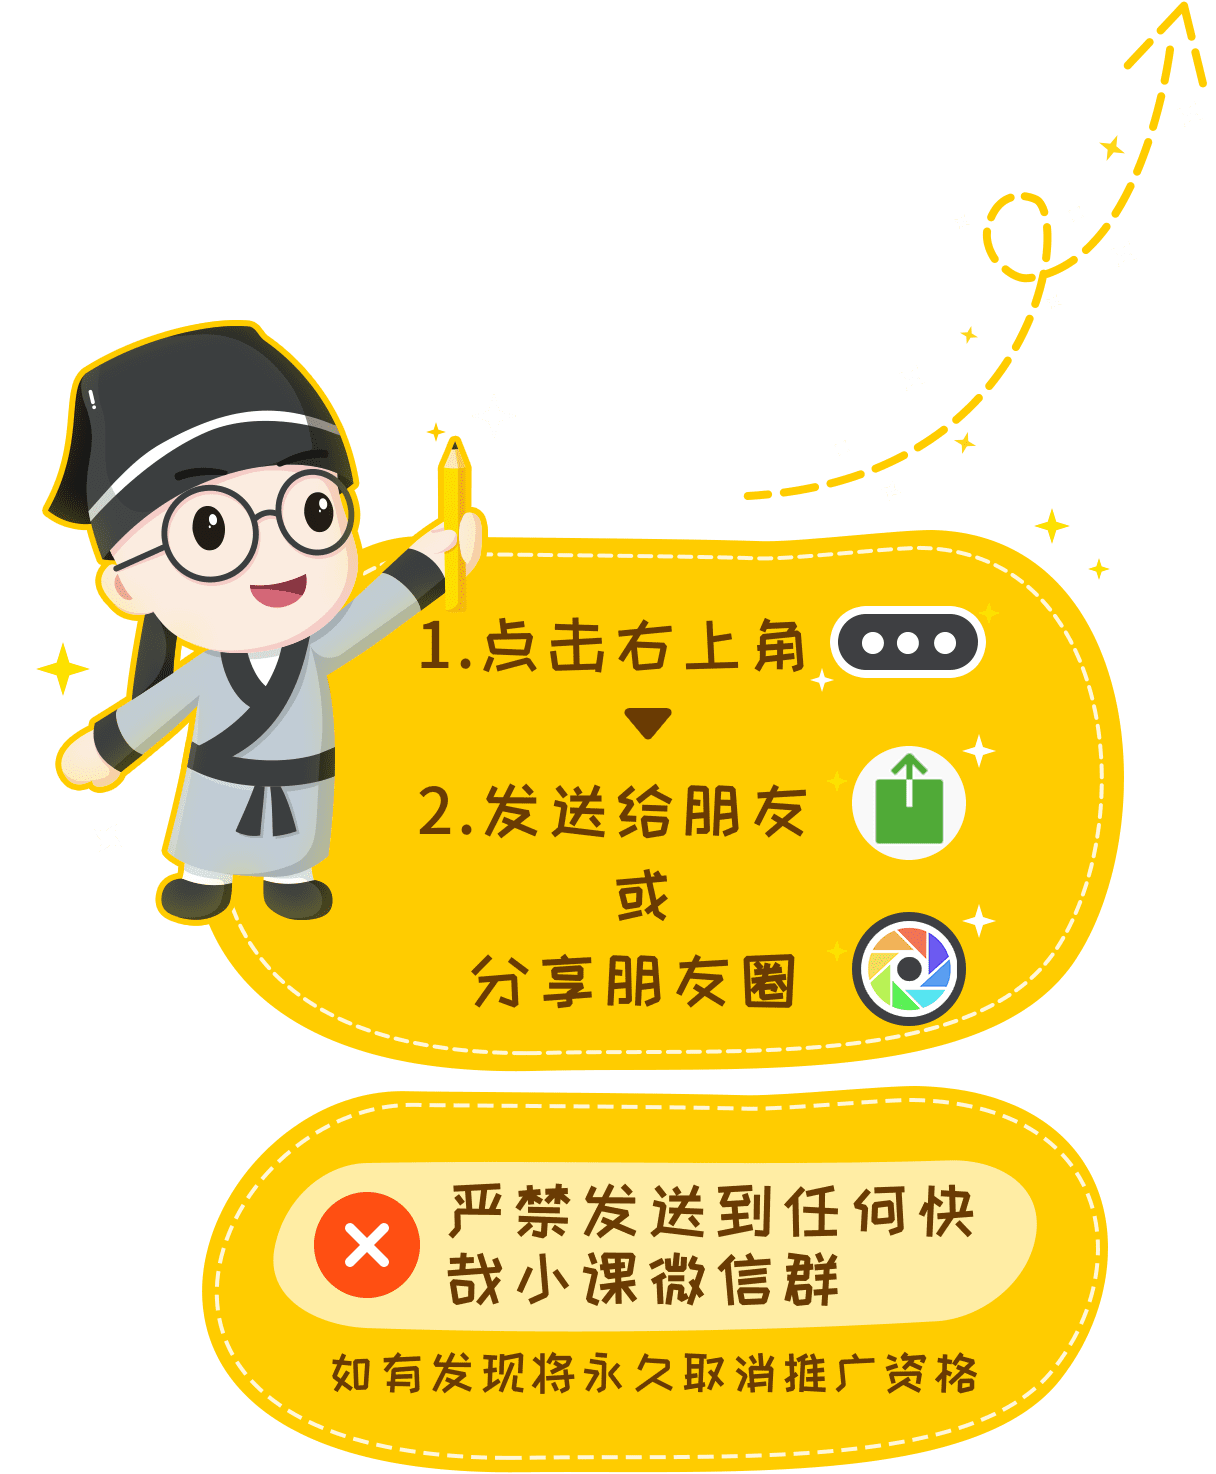 1.点击右上角
2.发送给朋友
或
分享朋友圈
严禁发送到任何快
哉小课微信群
如有发现将永久取消推广资格